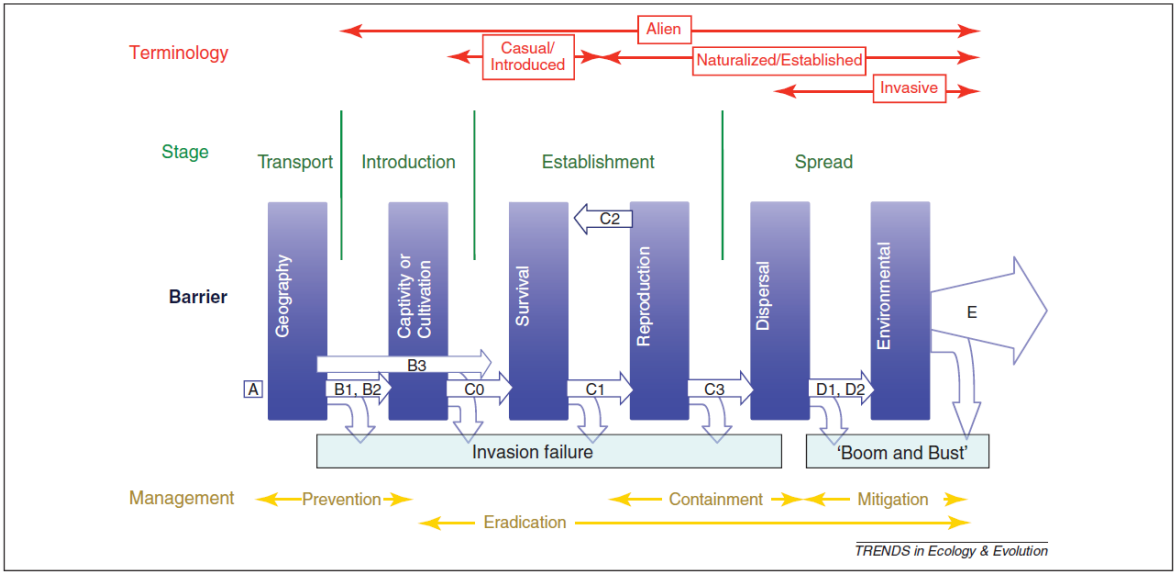 Alien
Terminology
Casual/
Introduced
Naturalized/Established
Invasive
Stage
Transport
Introduction
Establishment
Spread
Barrier
Geography
Captivity or
Cultivation
Survival
Reproduction
Dispersal
Environmental
C2
E
B3
A
B1, B2
C0
C1
C3
D1, D2
Invasion failure
'Boom and Bust'
Management
Prevention
Containment
Mitigation
Eradication
TRENDS in Ecology & Evolution